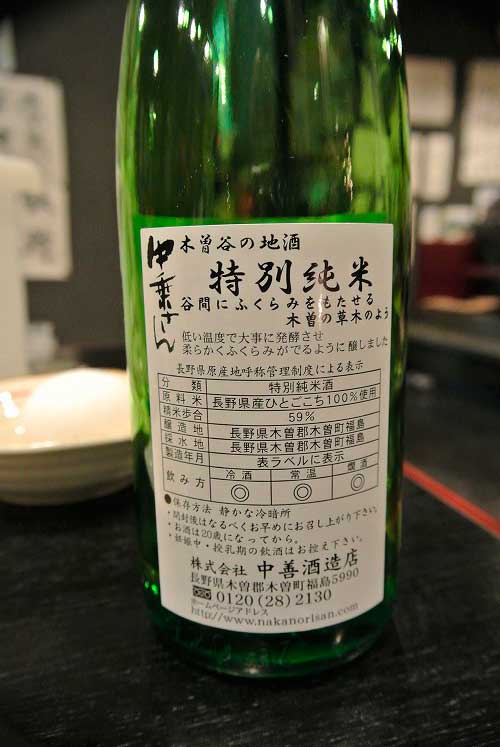 中乗さん
木曽谷の地酒
特別純米
谷間にふくらみをもたせる
木曽の草木のよう
低い温度で大事に発酵させ
柔らかくふくらみがでるように醸しました
長野県原産地呼称管理制度による表示
分類 特別純米酒
原料米 長野県産ひとごこち100%使用
精米歩合 59%
醸造地 長野県木曽郡木曽町福島
採水地 長野県木曽郡木曽町福島
製造年月 表ラベルに表示
飲み方 冷酒 常温 燗酒
◎ ◎ ◎
●保存方法 静かな冷暗所
・開封後はなるべくお早めにお召し上がり下さい。
・お酒は20歳になってから。
・妊娠中・授乳期の飲酒はお控え下さい。
株式会社 中善酒造店
長野県木曽郡木曽町福島5990
0120(28)2130
ホームページアドレス
http://www.nakanorisan.com